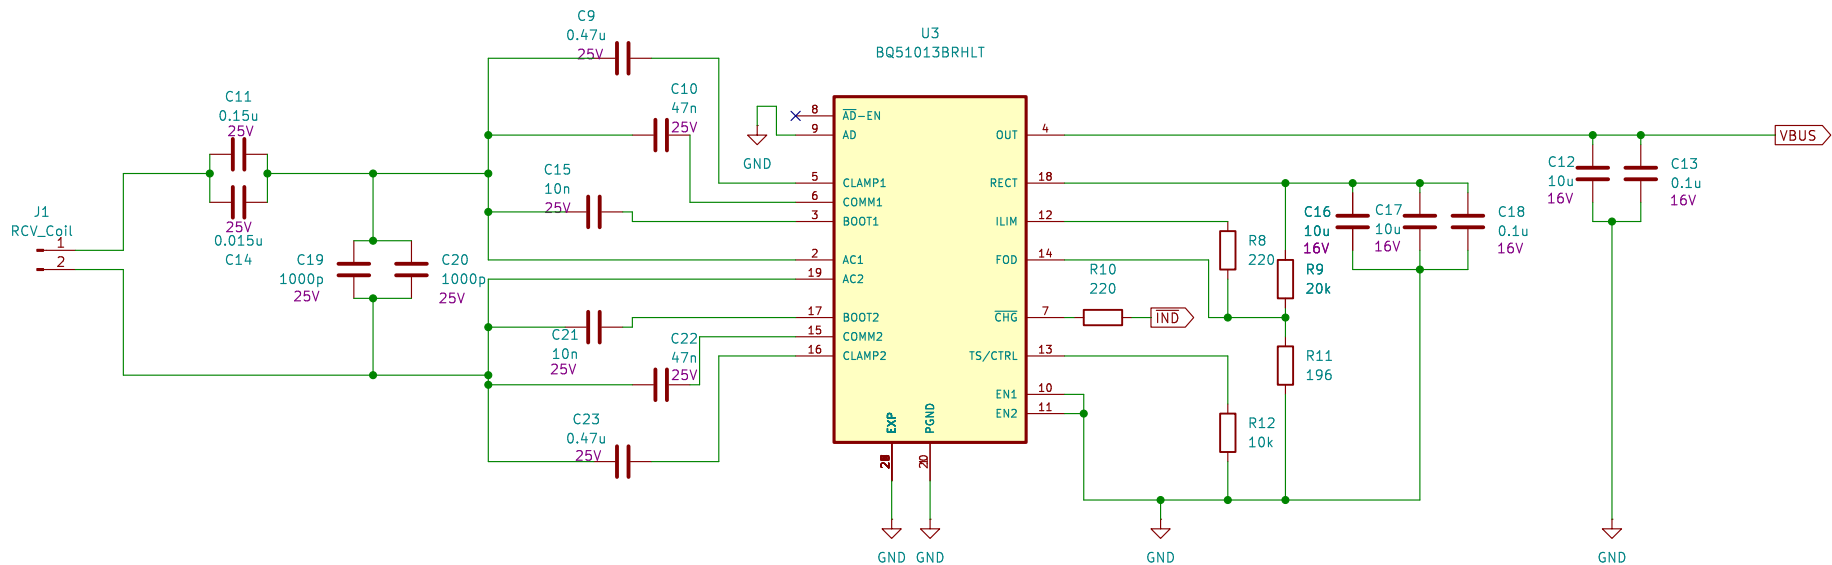 C9
0.47u
25V
U3
BQ51013BRHLT
C10
47n
25V
C11
0.15u
25V
25V
0.015u
C14
J1
RCV_Coil
1
2
C15
10n
25V
C19
1000p
25V
C20
1000p
25V
C21
10n
25V
C22
47n
25V
C23
0.47u
25V
GND
8
AD-EN
9
AD
5
CLAMP1
6
COMM1
3
BOOT1
2
AC1
19
AC2
17
BOOT2
15
COMM2
16
CLAMP2
EXP
PGND
20
GND
GND
OUT
4
RECT
18
ILIM
12
FOD
14
CHG
7
TS/CTRL
13
EN1
10
EN2
11
R10
220
IND
R8
220
R9
20k
R11
196
R12
10k
GND
C16
10u
16V
C17
10u
16V
C18
0.1u
16V
C12
10u
16V
C13
0.1u
16V
VBUS
GND